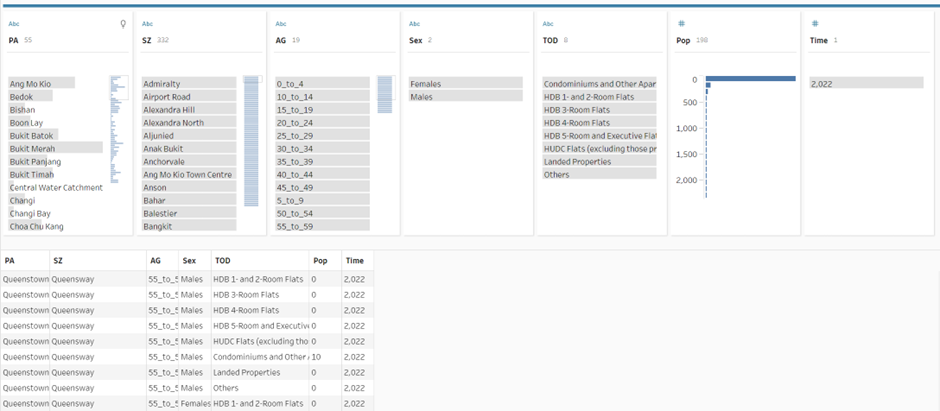 Abc Abc Abc Abc Abc # #
PA 55 SZ 332 AG 19 Sex 2 TOD 8 Pop 198 Time 1
Ang Mo Kio Admiralty 0_to_4 Females Condominiums and Other Apar 0 2,022
Bedok Airport Road 10_to_14 Males HDB 1- and 2-Room Flats
Bishan Alexandra Hill 15_to_19 HDB 3-Room Flats 500
Boon Lay Alexandra North 20_to_24 HDB 4-Room Flats
Bukit Batok Aljunied 25_to_29 HDB 5-Room and Executive Flat 1,000
Bukit Merah Anak Bukit 30_to_34 HUDC Flats (excluding those pr
Bukit Panjang Anchorvale 35_to_39 Landed Properties 1,500
Bukit Timah Ang Mo Kio Town Centre 40_to_44 Others
Central Water Catchment Anson 45_to_49 2,000
Changi Bahar 5_to_9
Changi Bay Balestier 50_to_54
Choa Chu Kang Bangkit 55_to_59
PA SZ AG Sex TOD Pop Time
Queenstown Queensway 55_to_5 Males HDB 1- and 2-Room Flats 0 2,022
Queenstown Queensway 55_to_5 Males HDB 3-Room Flats 0 2,022
Queenstown Queensway 55_to_5 Males HDB 4-Room Flats 0 2,022
Queenstown Queensway 55_to_5 Males HDB 5-Room and Executiv 0 2,022
Queenstown Queensway 55_to_5 Males HUDC Flats (excluding tho 0 2,022
Queenstown Queensway 55_to_5 Males Condominiums and Other 10 2,022
Queenstown Queensway 55_to_5 Males Landed Properties 0 2,022
Queenstown Queensway 55_to_5 Males Others 0 2,022
Queenstown Queensway 55_to_5 Females HDB 1- and 2-Room Flats 0 2,022